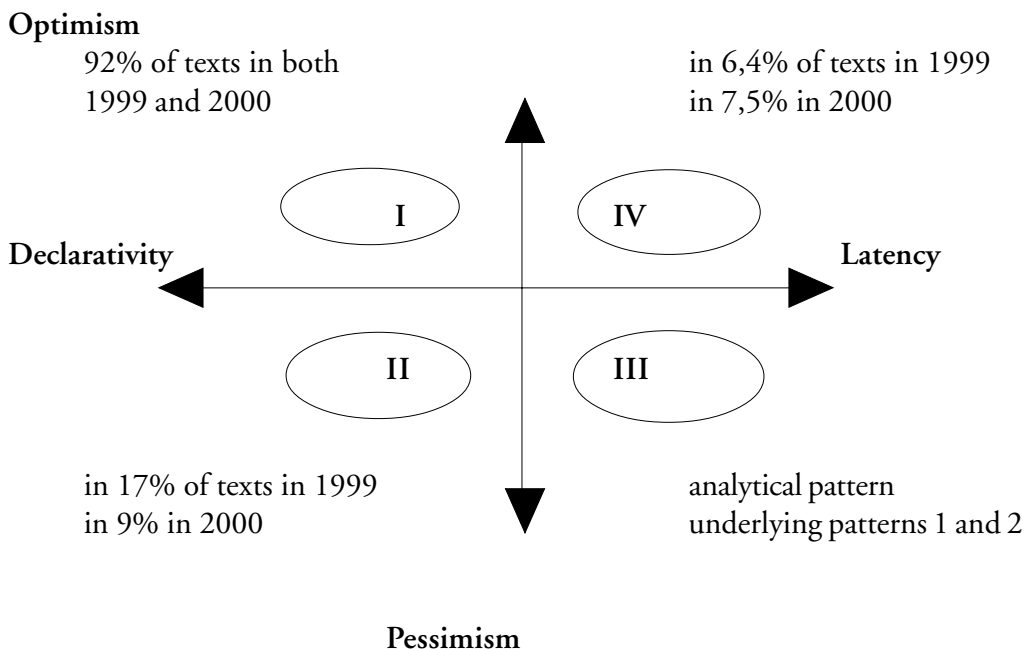 Optimism
92% of texts in both
1999 and 2000
in 6,4% of texts in 1999
in 7,5% in 2000
I
IV
Declarativity
Latency
II
III
in 17% of texts in 1999
in 9% in 2000
analytical pattern
underlying patterns 1 and 2
Pessimism